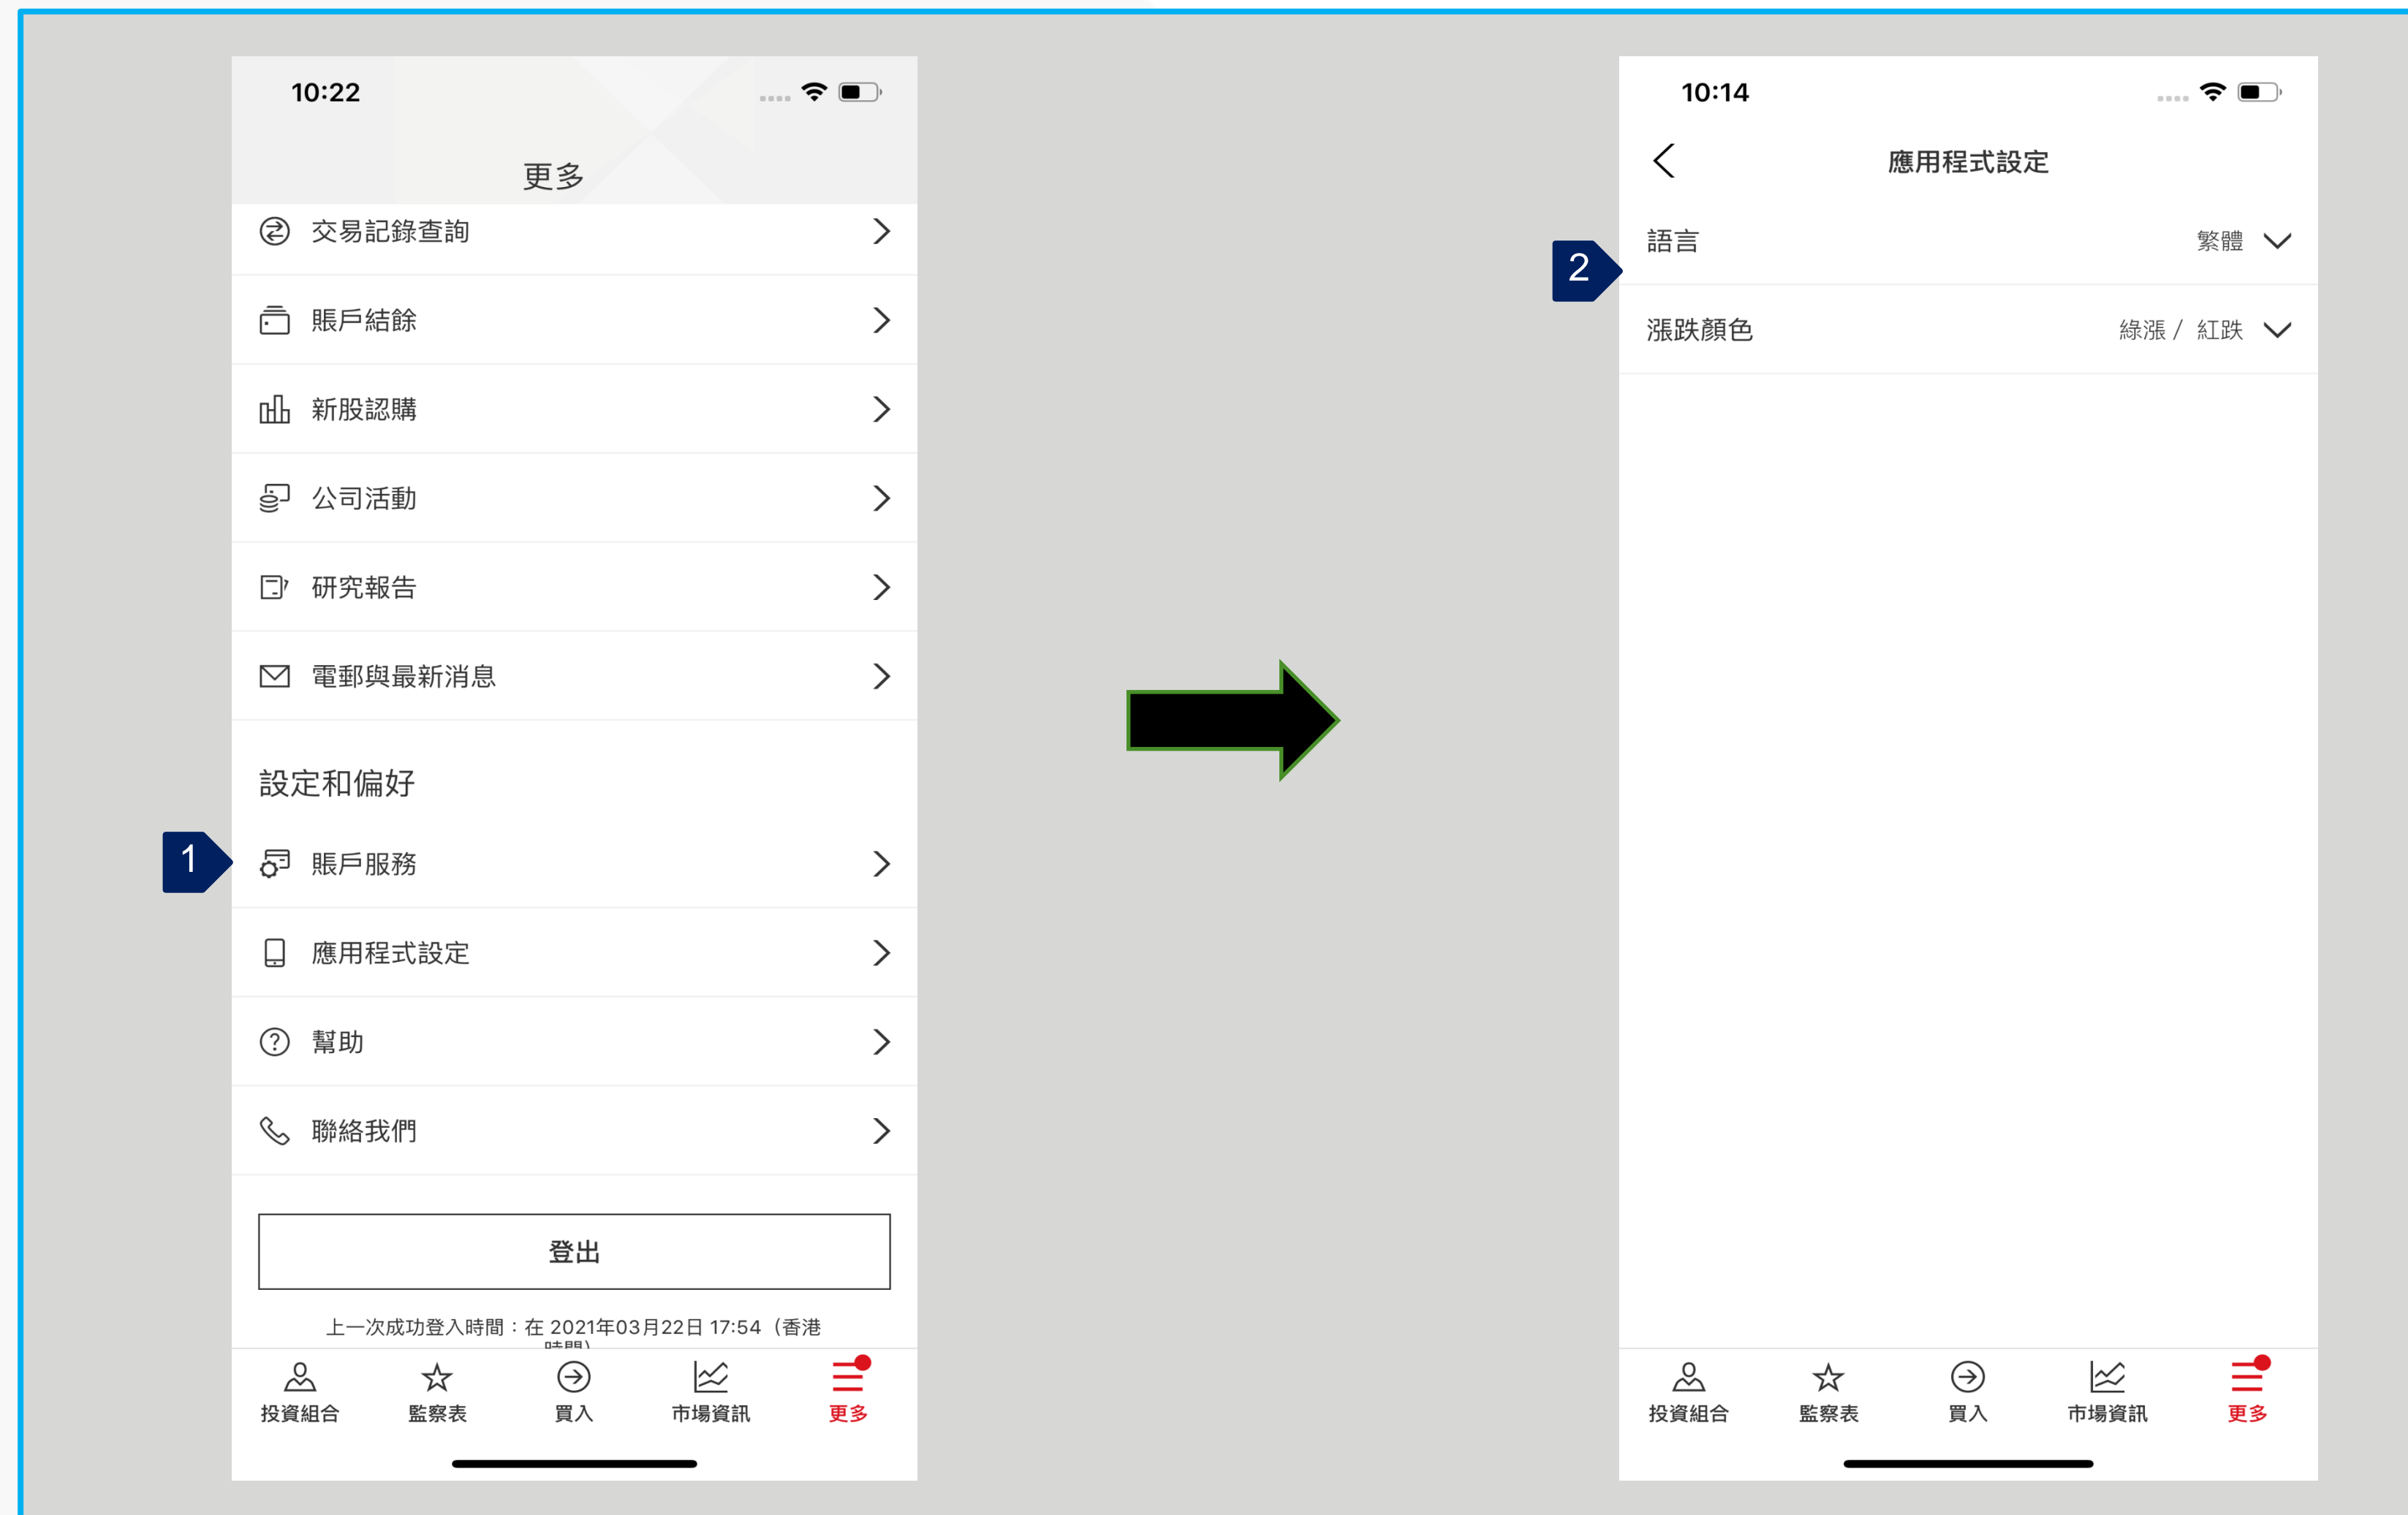 10:22
更多
交易記錄查詢
賬戶結餘
新股認購
公司活動
研究報告
電郵與最新消息
設定和偏好
1
賬戶服務
應用程式設定
幫助
聯絡我們
登出
上一次成功登入時間：在 2021年03月22日 17:54（香港
時間）
投資組合 監察表 買入 市場資訊 更多
10:14
應用程式設定
2
語言 繁體
漲跌顏色 綠漲 / 紅跌
投資組合 監察表 買入 市場資訊 更多